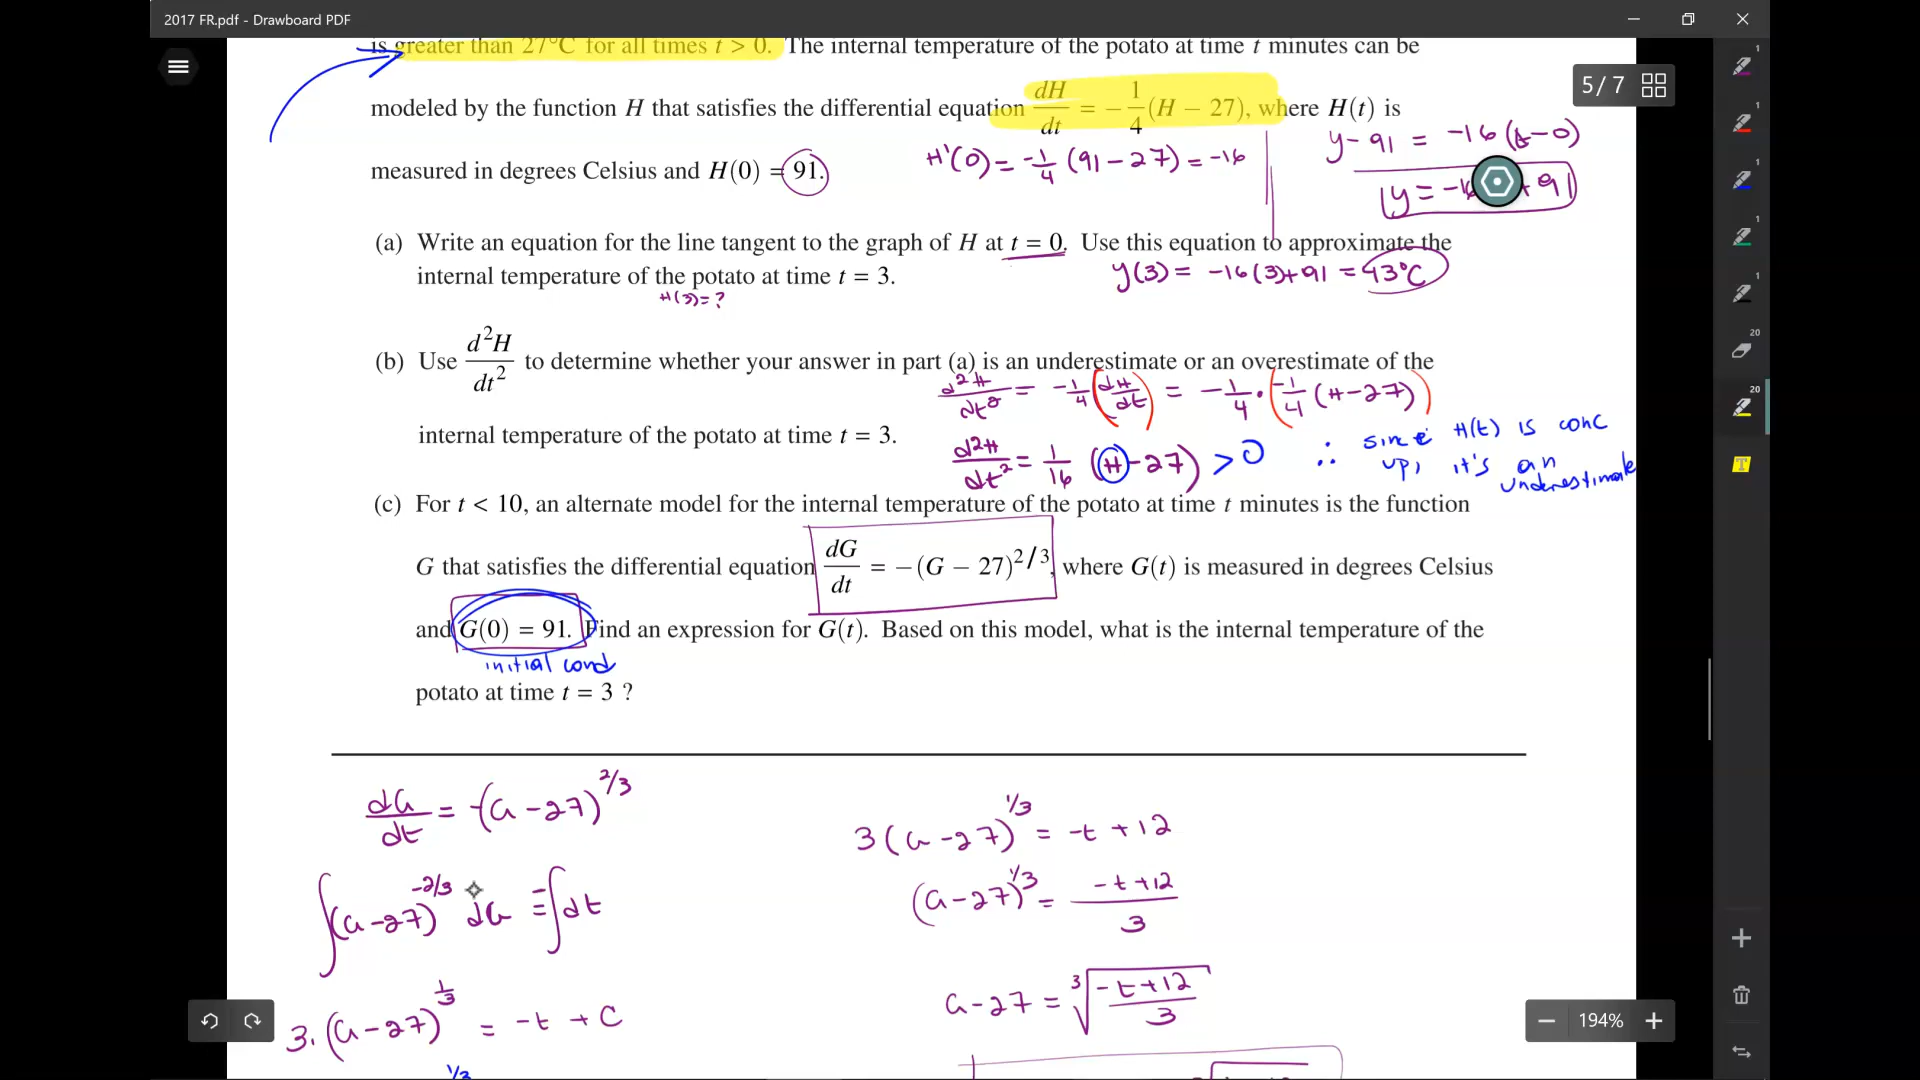 2017 FR.pdf - Drawboard PDF
is greater than 27°C for all times t > 0. The internal temperature of the potato at time t minutes can be
5 / 7
modeled by the function H that satisfies the differential equation dH/dt = −1/4(H − 27), where H(t) is
y-91 = -16(t-0)
H'(0) = -1/4 (91-27) = -16
measured in degrees Celsius and H(0) = 91.
y = -16 + 91
(a) Write an equation for the line tangent to the graph of H at t = 0. Use this equation to approximate the
internal temperature of the potato at time t = 3.
y(3) = -16(3)+91 = 43°C
H(3)=?
(b) Use d²H/dt² to determine whether your answer in part (a) is an underestimate or an overestimate of the
d²H/dt² = -1/4 (dH/dt) = -1/4 · (-1/4 (H-27))
internal temperature of the potato at time t = 3.
d²H/dt² = 1/16 (H-27) > 0 ∴ since H(t) is conc
up, it's an
underestimate
(c) For t < 10, an alternate model for the internal temperature of the potato at time t minutes is the function
G that satisfies the differential equation dG/dt = −(G − 27)^2/3, where G(t) is measured in degrees Celsius
and G(0) = 91. Find an expression for G(t). Based on this model, what is the internal temperature of the
initial cond
potato at time t = 3 ?
dG/dt = -(G-27)^2/3
3(G-27)^1/3 = -t+12
∫(G-27)^-2/3 dG = -∫dt
(G-27)^1/3 = (-t+12)/3
3·(G-27)^1/3 = -t + C
G-27 = ³√((-t+12)/3)
194%